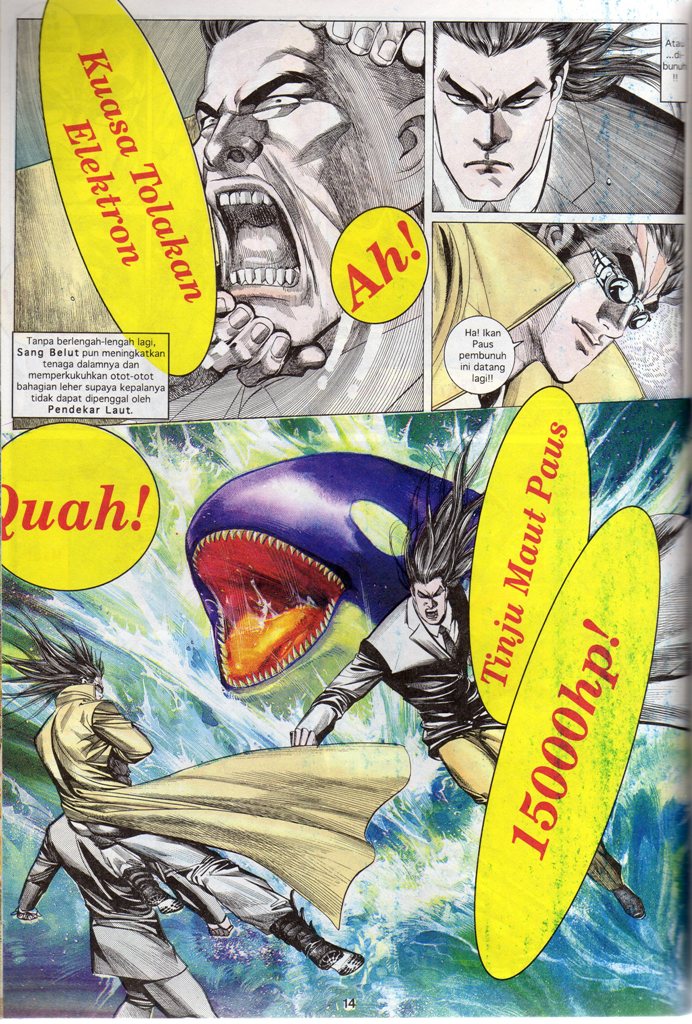 Kuasa Tolakan
Elektron
Ah!
Tanpa berlengah-lengah lagi,
Sang Belut pun meningkatkan
tenaga dalamnya dan
memperkukuhkan otot-otot
bahagian leher supaya kepalanya
tidak dapat dipenggal oleh
Pendekar Laut.
Atau
...di-
bunuh
!!
Ha! Ikan
Paus
pembunuh
ini datang
lagi!!
Quah!
Tinju Maut Paus
15000hp!
14